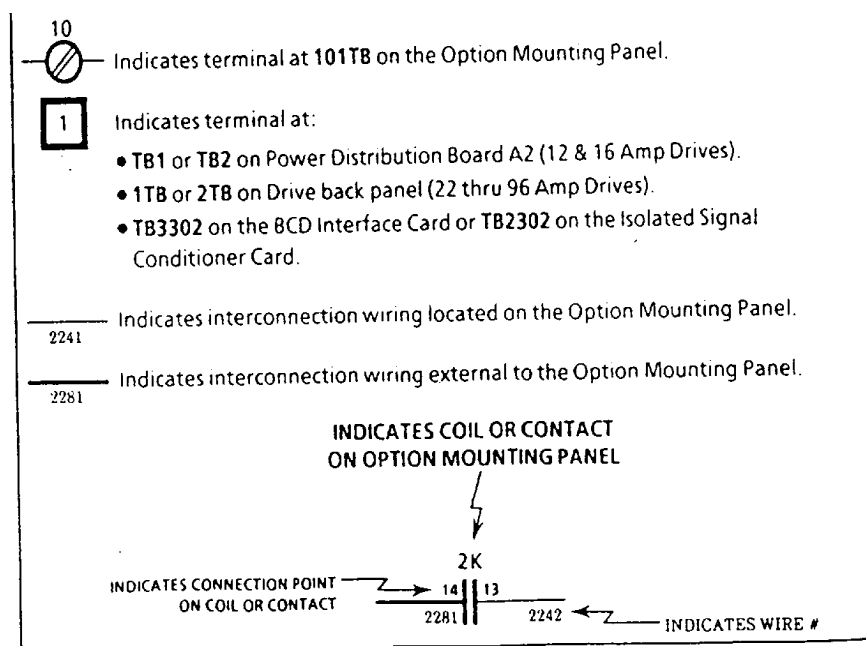 10
Indicates terminal at 101TB on the Option Mounting Panel.
1
Indicates terminal at:
• TB1 or TB2 on Power Distribution Board A2 (12 & 16 Amp Drives).
• 1TB or 2TB on Drive back panel (22 thru 96 Amp Drives).
• TB3302 on the BCD Interface Card or TB2302 on the Isolated Signal
Conditioner Card.
2241
Indicates interconnection wiring located on the Option Mounting Panel.
2281
Indicates interconnection wiring external to the Option Mounting Panel.
INDICATES COIL OR CONTACT
ON OPTION MOUNTING PANEL
2K
INDICATES CONNECTION POINT
ON COIL OR CONTACT
14 13
2281 2242
INDICATES WIRE #